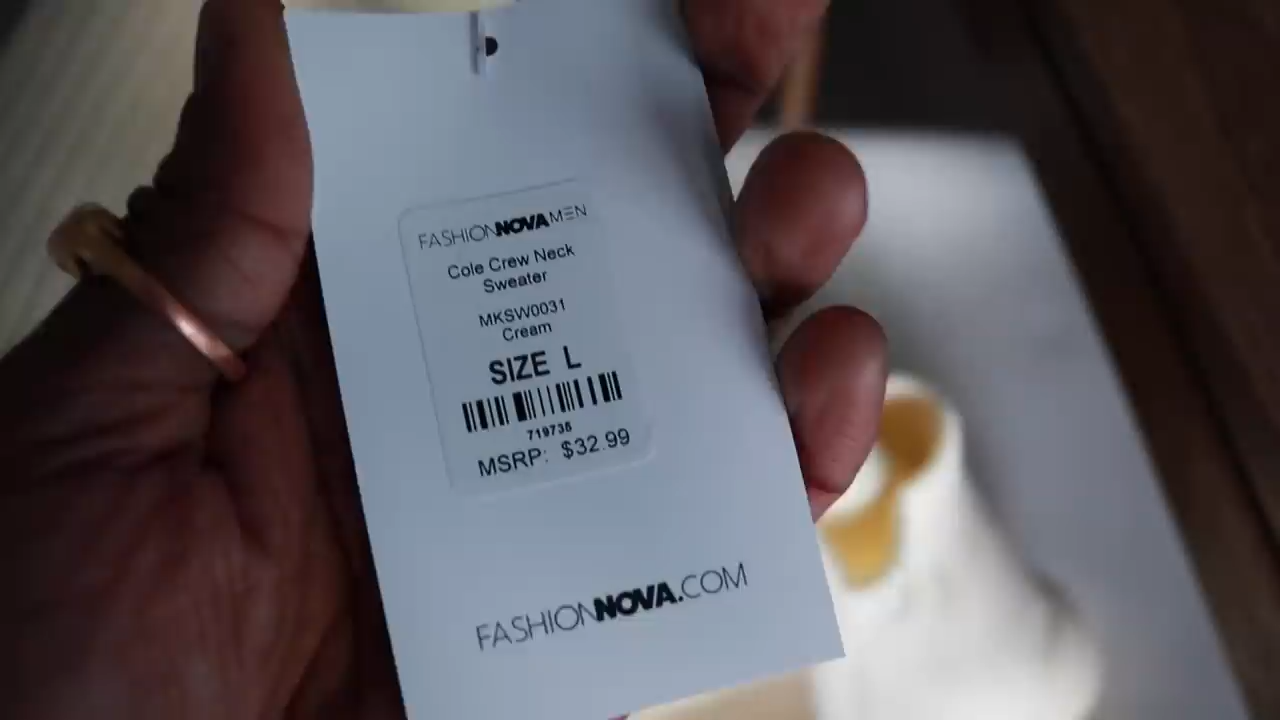 FASHIONNOVAMEN
Cole Crew Neck
Sweater
MKSW0031
Cream
SIZE L
719735
MSRP: $32.99
FASHIONNOVA.COM